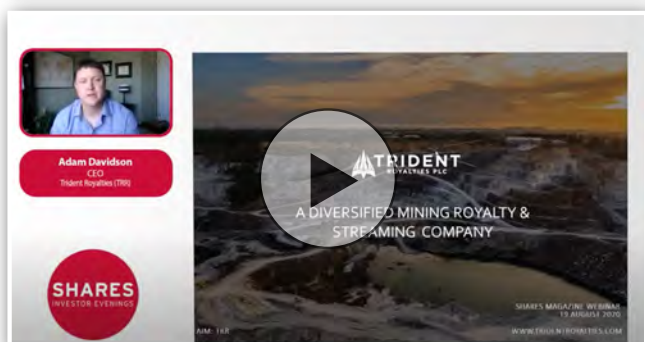 Adam Davidson
CEO
Trident Royalties (TRR)
SHARES
INVESTOR EVENINGS
TRIDENT
ROYALTIES PLC
A DIVERSIFIED MINING ROYALTY &
STREAMING COMPANY
SHARES MAGAZINE WEBINAR
19 AUGUST 2020
AIM: TRR
WWW.TRIDENTROYALTIES.COM